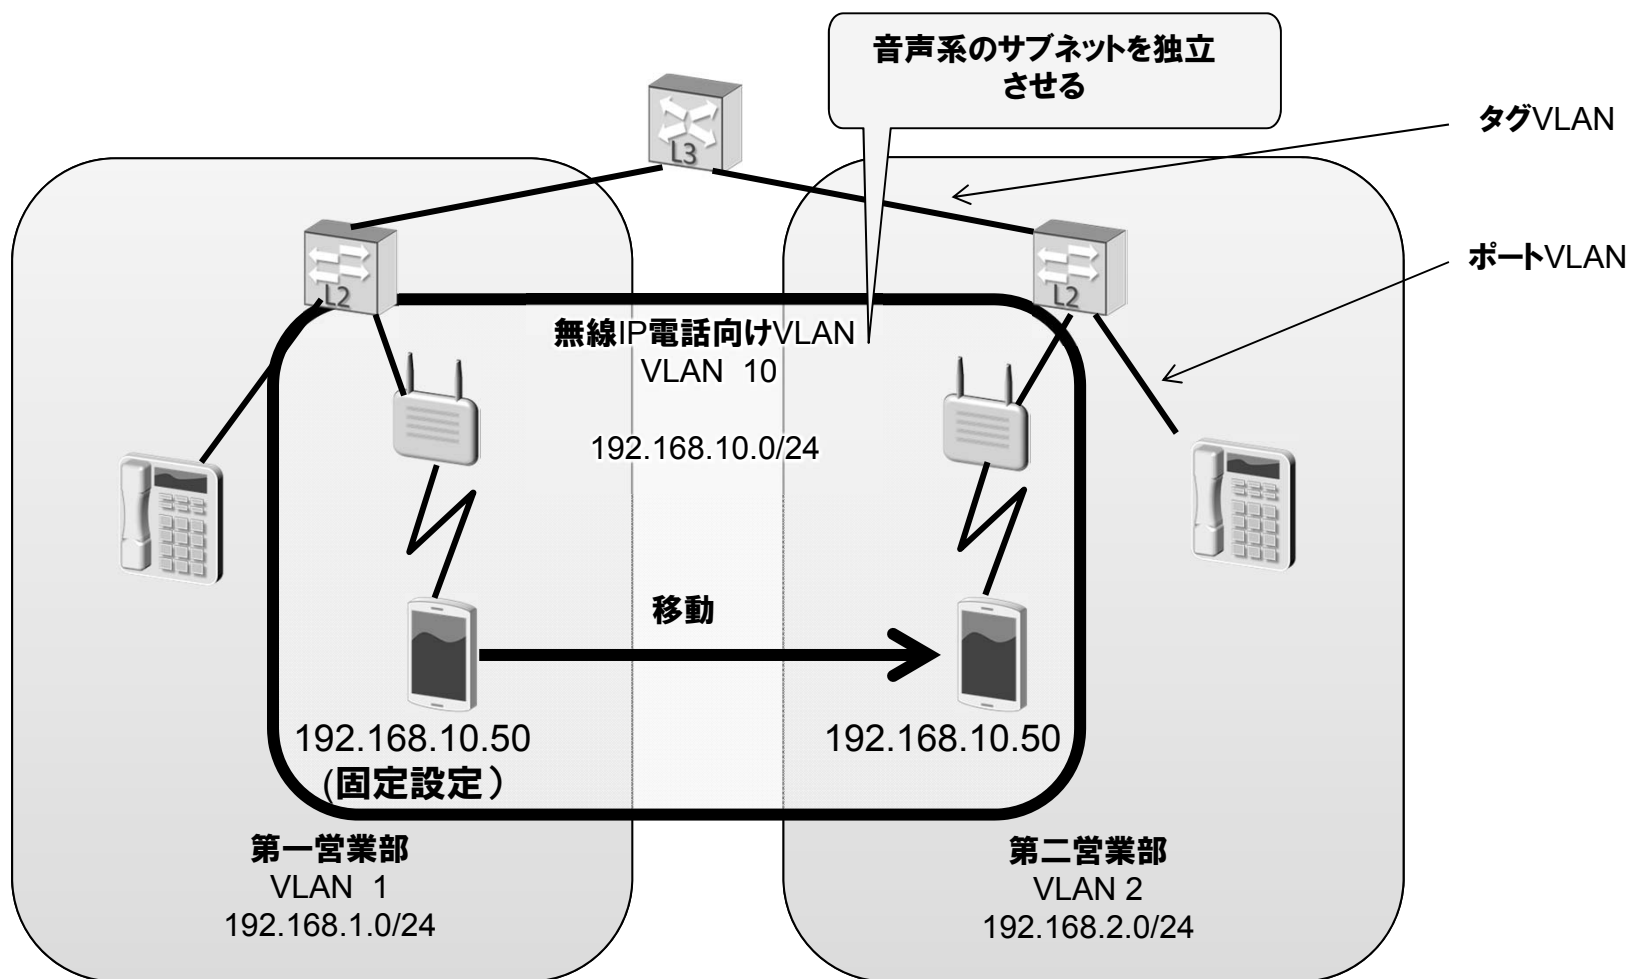 音声系のサブネットを独立
させる
タグVLAN
L3
L2
L2
ポートVLAN
無線IP電話向けVLAN
VLAN 10
192.168.10.0/24
移動
192.168.10.50
(固定設定)
192.168.10.50
第一営業部
VLAN 1
192.168.1.0/24
第二営業部
VLAN 2
192.168.2.0/24